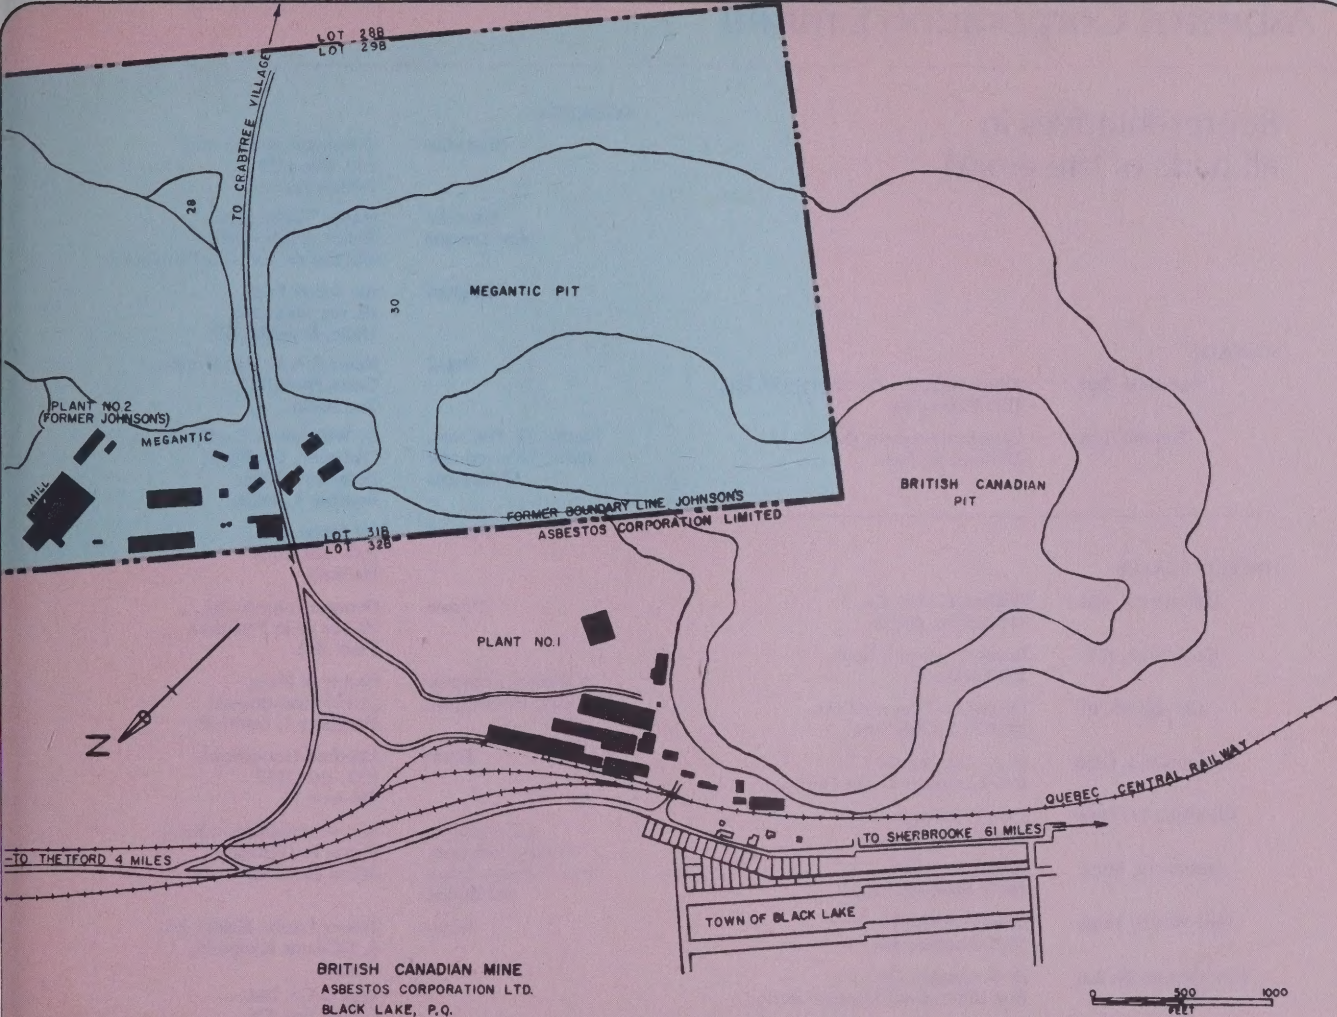 LOT 28B
LOT 29B
TO CRABTREE VILLAGE
28
30
MEGANTIC PIT
PLANT NO.2
(FORMER JOHNSON'S)
MEGANTIC
MILL
BRITISH CANADIAN
PIT
FORMER BOUNDARY LINE JOHNSON'S
ASBESTOS CORPORATION LIMITED
LOT 31B
LOT 32B
PLANT NO.1
N
QUEBEC CENTRAL RAILWAY
TO SHERBROOKE 61 MILES
TO THETFORD 4 MILES
TOWN OF BLACK LAKE
BRITISH CANADIAN MINE
ASBESTOS CORPORATION LTD.
BLACK LAKE, P.Q.
0 500 1000
FEET